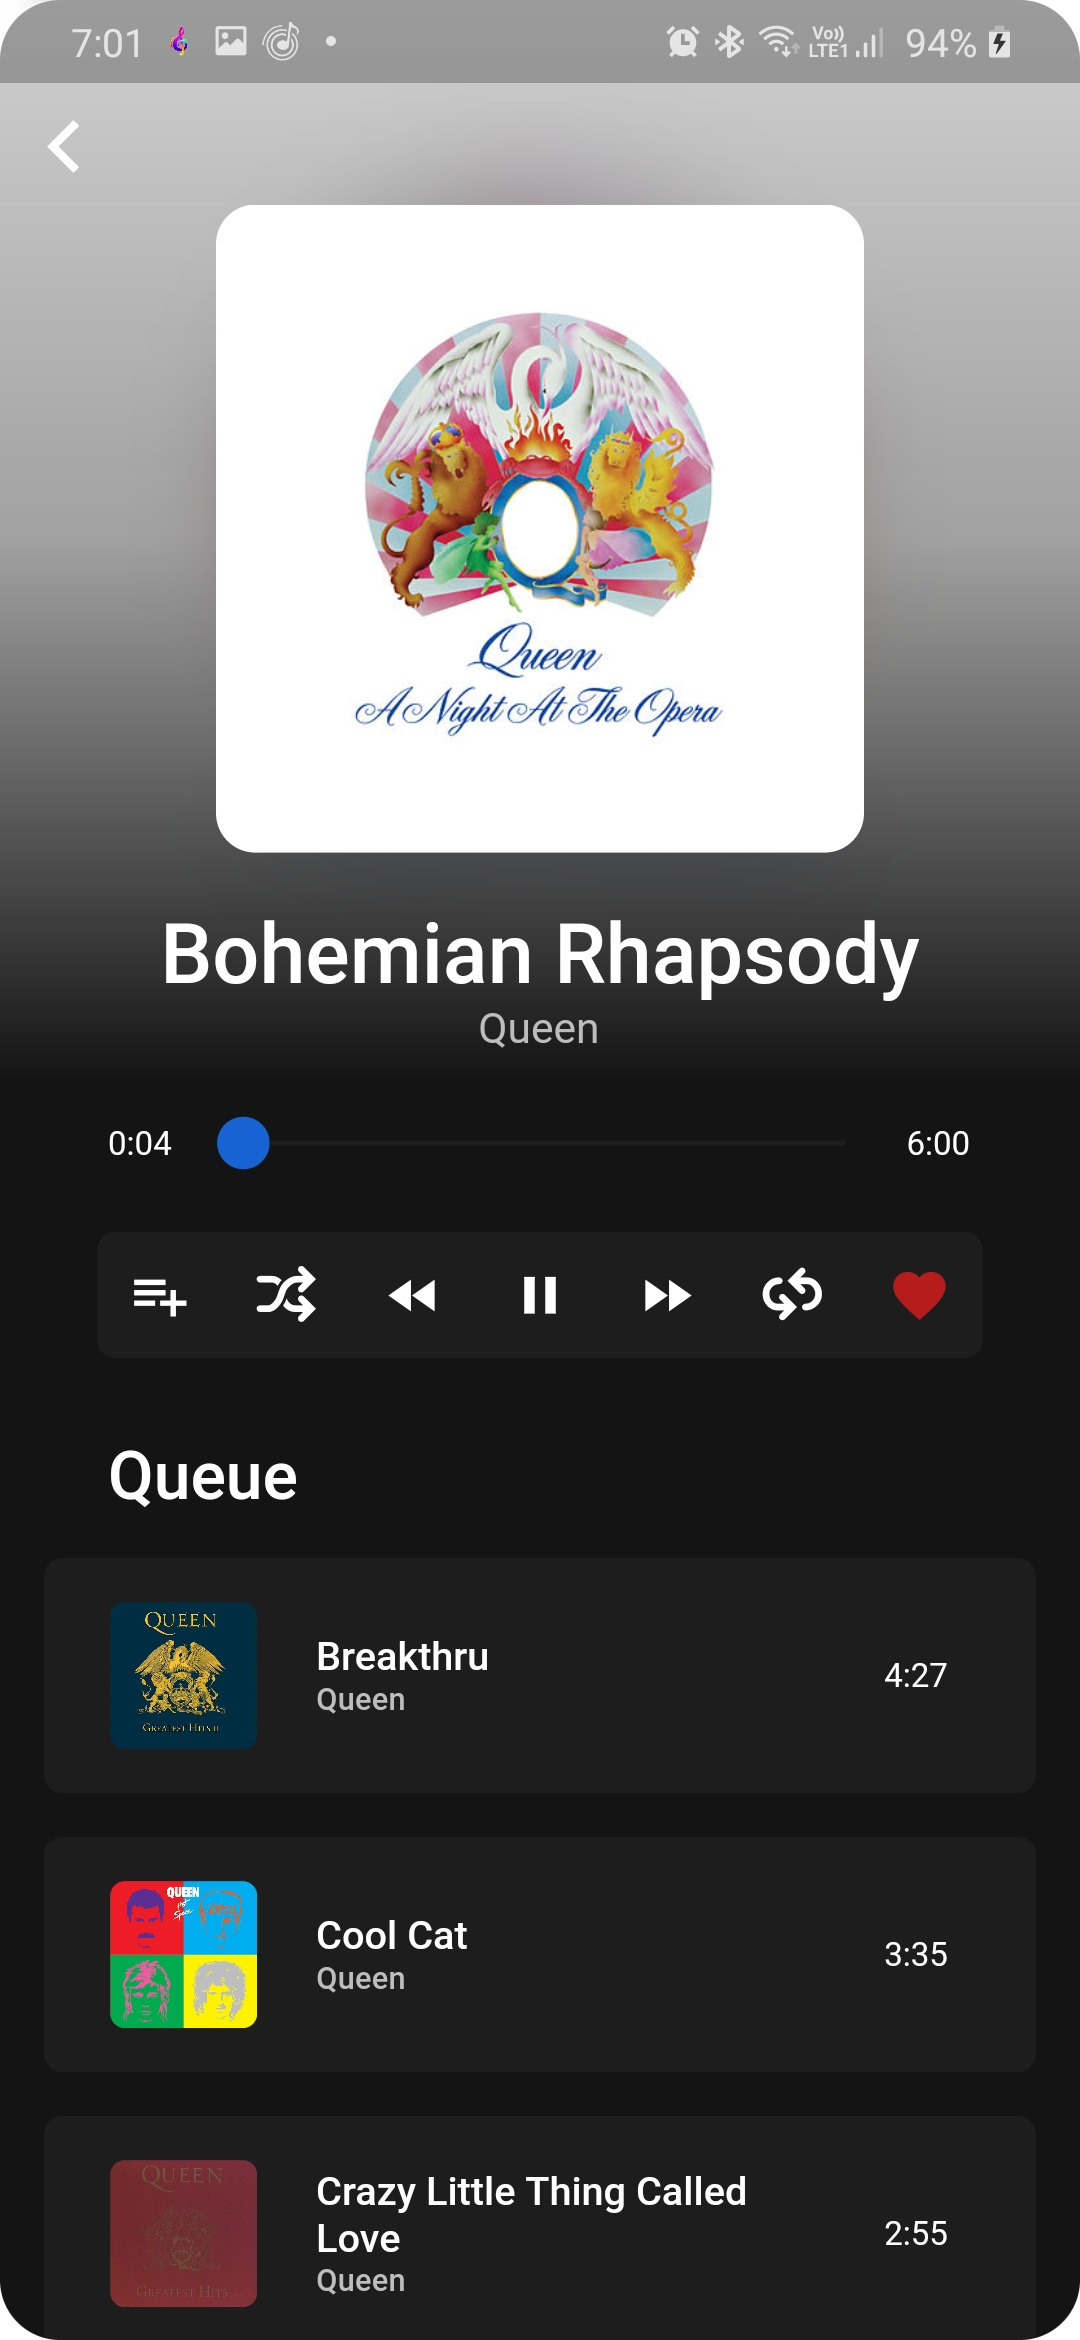 7:01
Vo))
LTE1
94%
Queen
A Night At The Opera
Bohemian Rhapsody
Queen
0:04
6:00
Queue
QUEEN
GREATEST HITS II
Breakthru
Queen
4:27
QUEEN
Hot
Space
Cool Cat
Queen
3:35
QUEEN
GREATEST HITS
Crazy Little Thing Called
Love
Queen
2:55